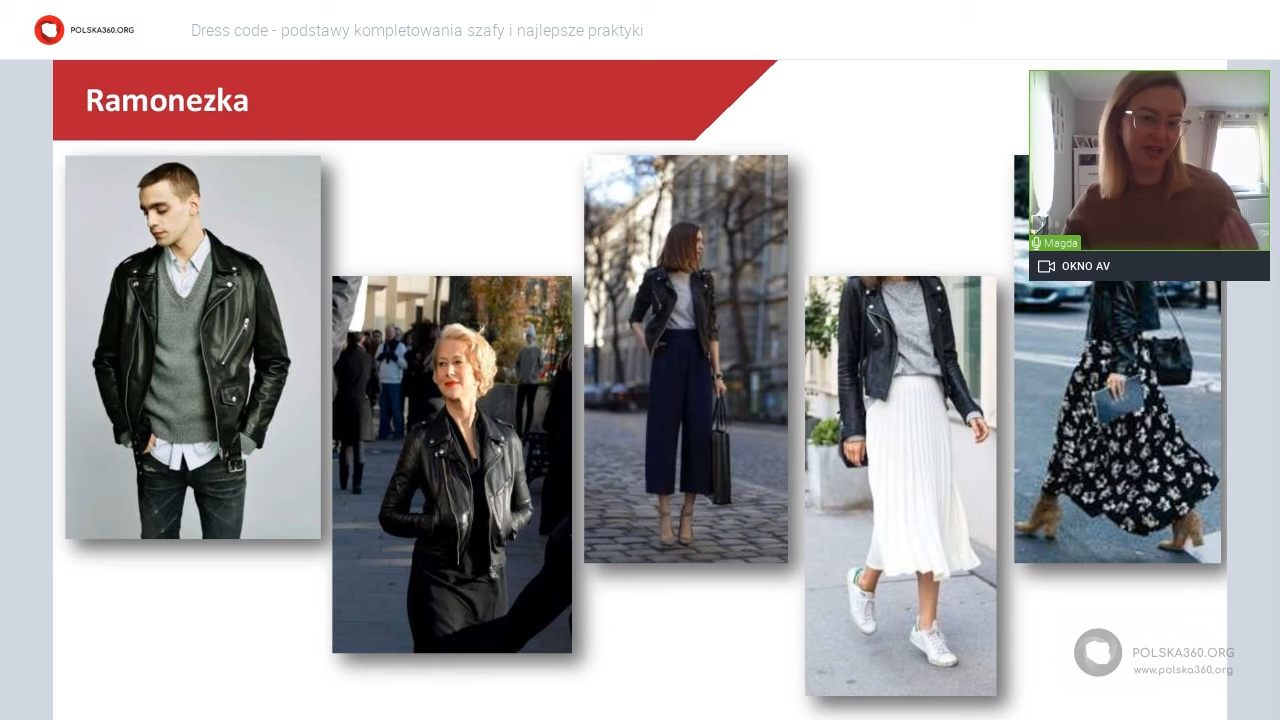 POLSKA360.ORG
Dress code - podstawy kompletowania szafy i najlepsze praktyki
Ramonezka
Magda
OKNO AV
POLSKA360.ORG
www.polska360.org